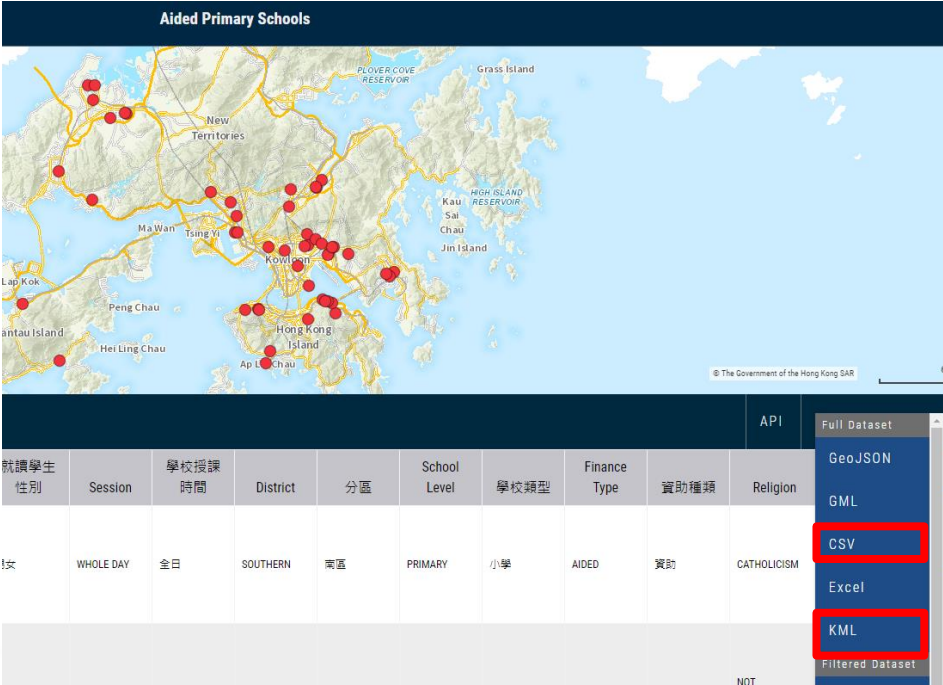 Aided Primary Schools
PLOVER COVE
RESERVOIR
Grass Island
New
Territories
HIGH ISLAND
RESERVOIR
Kau
Sai
Chau
Ma Wan
Tsing Yi
Jin Island
Kowloon
Lap Kok
Peng Chau
antau Island
Hong Kong
Island
Hei Ling Chau
Ap Lei Chau
© The Government of the Hong Kong SAR
API
Full Dataset
GeoJSON
GML
CSV
Excel
KML
Filtered Dataset
就讀學生
性別
Session
學校授課
時間
District
分區
School
Level
學校類型
Finance
Type
資助種類
Religion
女 WHOLE DAY 全日 SOUTHERN 南區 PRIMARY 小學 AIDED 資助 CATHOLICISM
NOT